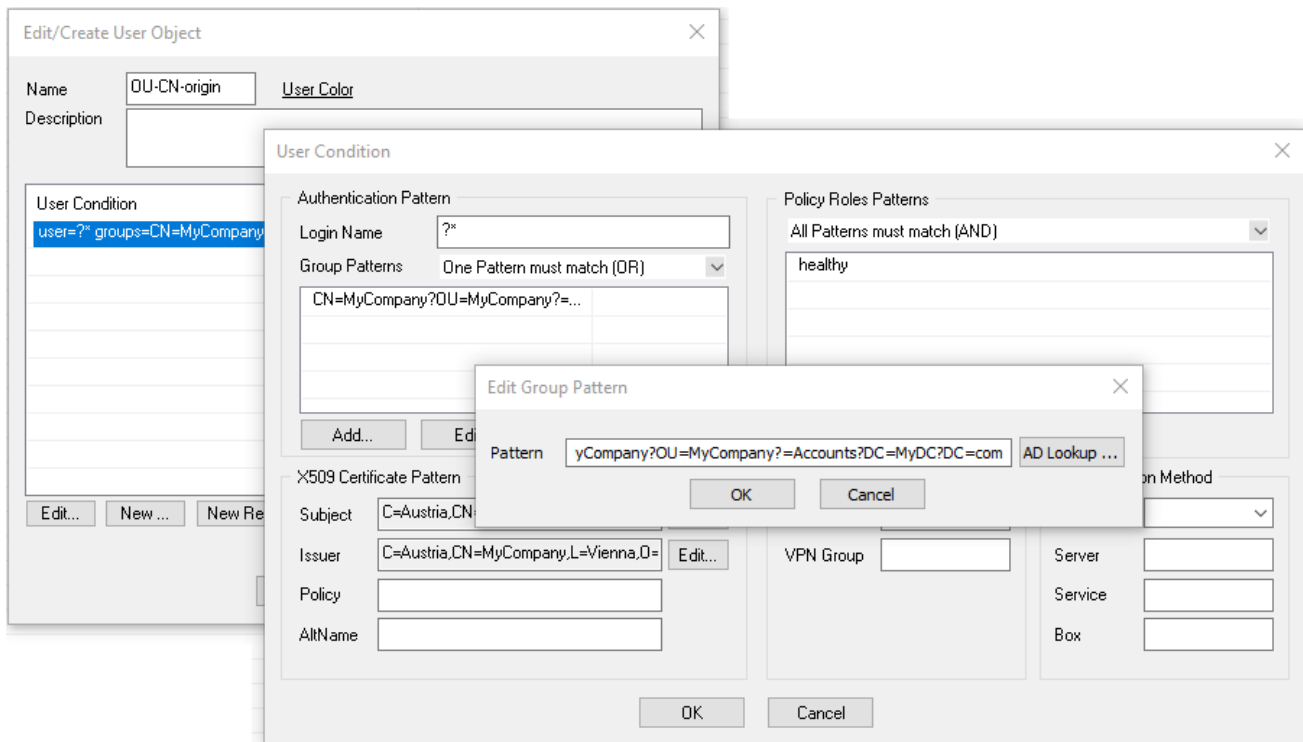 Edit/Create User Object
Name OU-CN-origin User Color
Description
User Condition
user=?* groups=CN=MyCompany
Edit... New ... New Re
User Condition
Authentication Pattern
Login Name ?*
Group Patterns One Pattern must match (OR)
CN=MyCompany?OU=MyCompany?=...
Add... Edi
Policy Roles Patterns
All Patterns must match (AND)
healthy
Edit Group Pattern
Pattern yCompany?OU=MyCompany?=Accounts?DC=MyDC?DC=com AD Lookup ...
OK Cancel
X509 Certificate Pattern
Subject C=Austria,CN=
Issuer C=Austria,CN=MyCompany,L=Vienna,O= Edit...
Policy
AltName
VPN Group
on Method
Server
Service
Box
OK Cancel